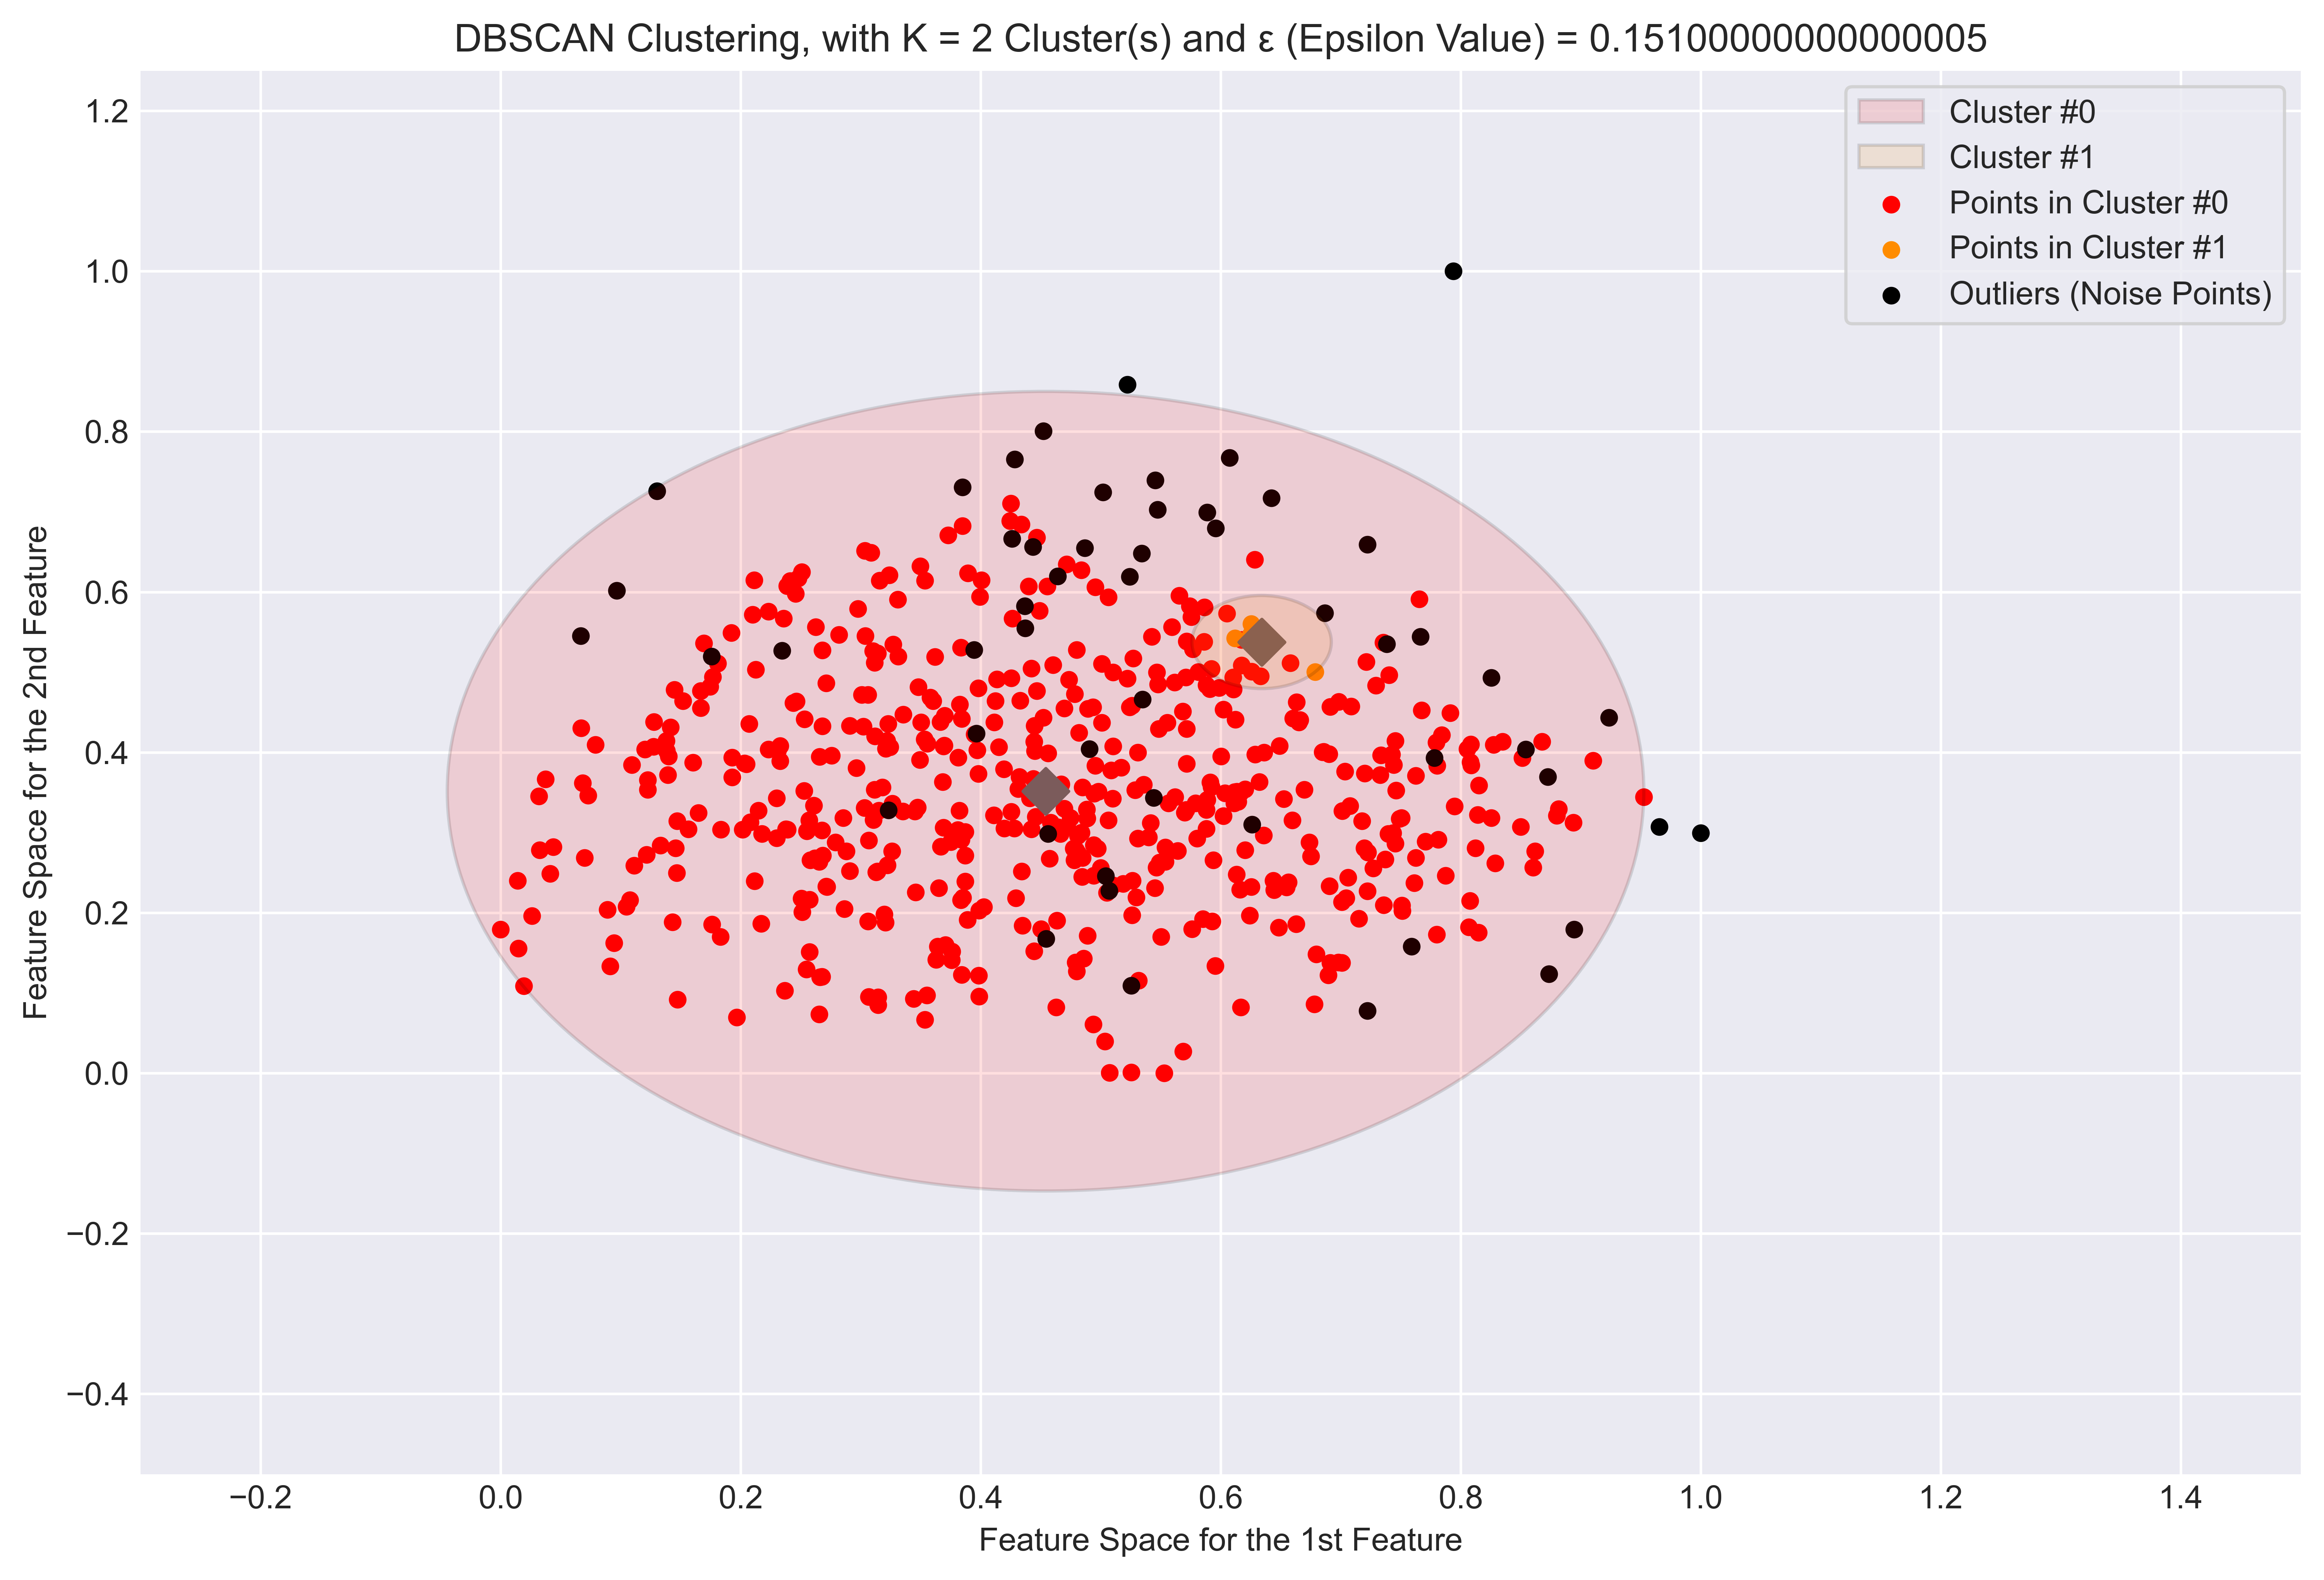 DBSCAN Clustering, with K = 2 Cluster(s) and ε (Epsilon Value) = 0.15100000000000005
Cluster #0
Cluster #1
Points in Cluster #0
Points in Cluster #1
Outliers (Noise Points)
Feature Space for the 2nd Feature
1.2
1.0
0.8
0.6
0.4
0.2
0.0
−0.2
−0.4
−0.2 0.0 0.2 0.4 0.6 0.8 1.0 1.2 1.4
Feature Space for the 1st Feature